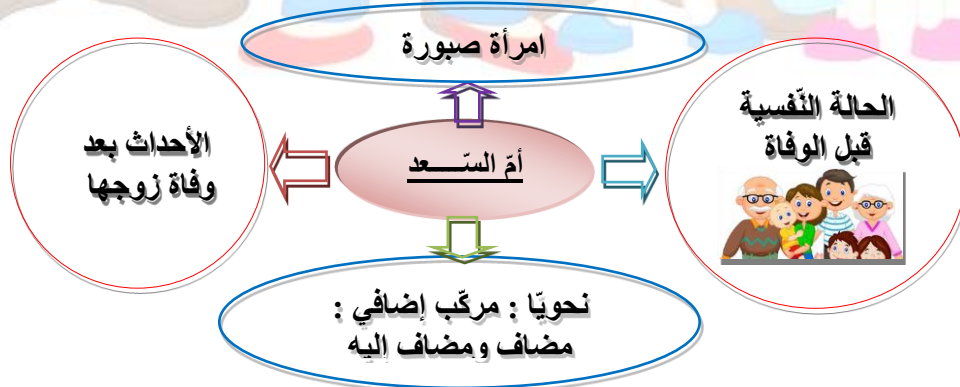 امرأة صبورة
الحالة النّفسية
قبل الوفاة
أمّ السّـــــعد
الأحداث بعد
وفاة زوجها
نحويّا : مركّب إضافي :
مضاف ومضاف إليه